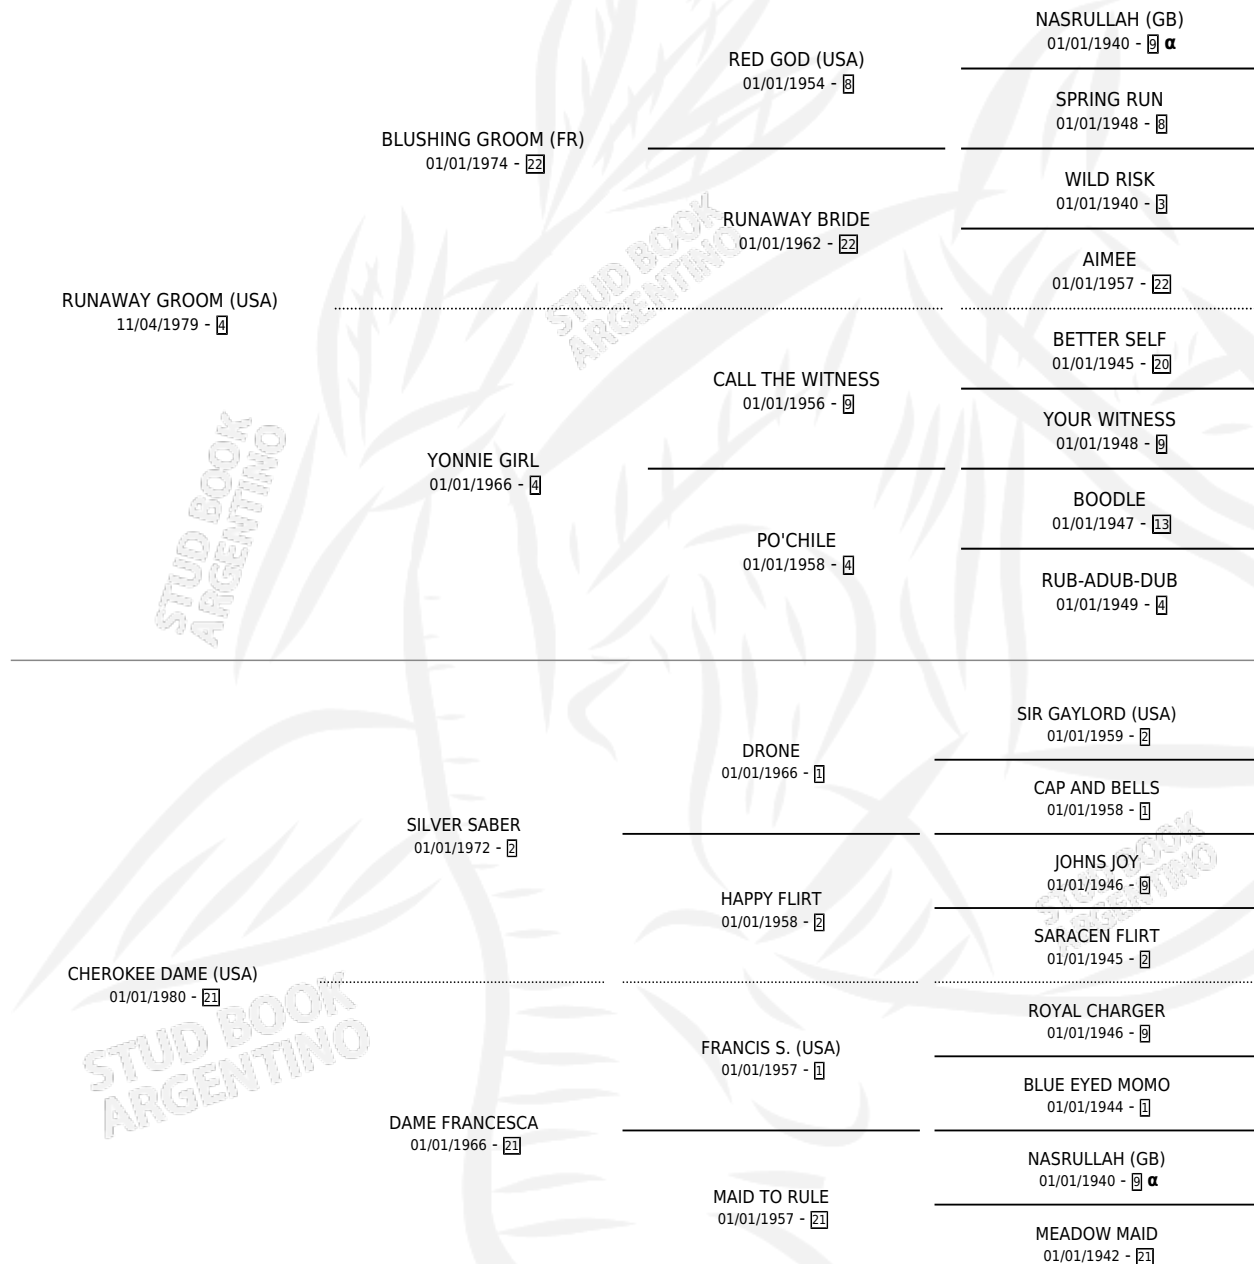 NASRULLAH (GB)
01/01/1940 - 9 α
RED GOD (USA)
01/01/1954 - 8
SPRING RUN
01/01/1948 - 8
BLUSHING GROOM (FR)
01/01/1974 - 22
WILD RISK
01/01/1940 - 3
RUNAWAY BRIDE
01/01/1962 - 22
AIMEE
01/01/1957 - 22
RUNAWAY GROOM (USA)
11/04/1979 - 4
BETTER SELF
01/01/1945 - 20
CALL THE WITNESS
01/01/1956 - 9
YOUR WITNESS
01/01/1948 - 9
YONNIE GIRL
01/01/1966 - 4
BOODLE
01/01/1947 - 13
PO'CHILE
01/01/1958 - 4
RUB-ADUB-DUB
01/01/1949 - 4
SIR GAYLORD (USA)
01/01/1959 - 2
DRONE
01/01/1966 - 1
CAP AND BELLS
01/01/1958 - 1
SILVER SABER
01/01/1972 - 2
JOHNS JOY
01/01/1946 - 9
HAPPY FLIRT
01/01/1958 - 2
SARACEN FLIRT
01/01/1945 - 2
CHEROKEE DAME (USA)
01/01/1980 - 21
ROYAL CHARGER
01/01/1946 - 9
FRANCIS S. (USA)
01/01/1957 - 1
BLUE EYED MOMO
01/01/1944 - 1
DAME FRANCESCA
01/01/1966 - 21
NASRULLAH (GB)
01/01/1940 - 9 α
MAID TO RULE
01/01/1957 - 21
MEADOW MAID
01/01/1942 - 21
STUD BOOK
ARGENTINO
STUD BOOK
ARGENTINO
STUD BOOK
ARGENTINO
STUD BOOK
ARGENTINO